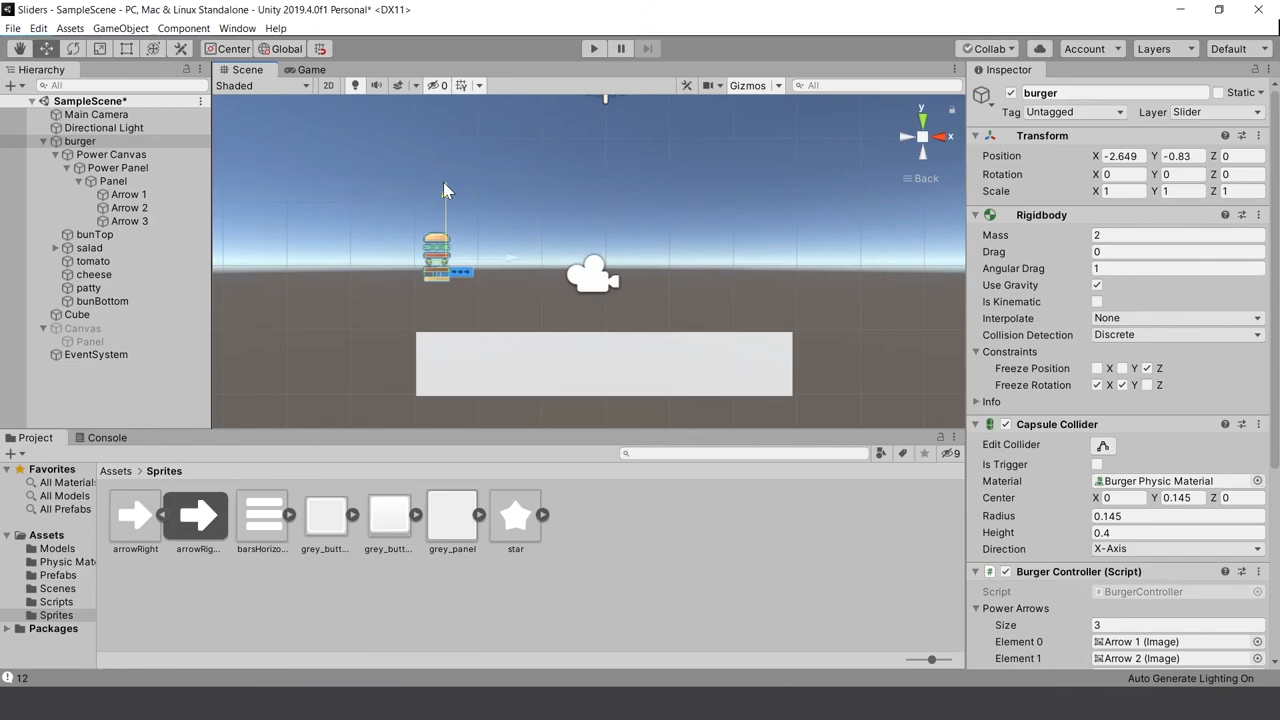 Sliders - SampleScene - PC, Mac & Linux Standalone - Unity 2019.4.0f1 Personal* <DX11>
File Edit Assets GameObject Component Window Help
Center Global Collab Account Layers Default
Hierarchy
All
SampleScene*
Main Camera
Directional Light
burger
Power Canvas
Power Panel
Panel
Arrow 1
Arrow 2
Arrow 3
bunTop
salad
tomato
cheese
patty
bunBottom
Cube
Canvas
Panel
EventSystem
Scene Game
Shaded 2D 0 Gizmos All
y
x
Back
Inspector
burger Static
Tag Untagged Layer Slider
Transform
Position X -2.649 Y -0.83 Z 0
Rotation X 0 Y 0 Z 0
Scale X 1 Y 1 Z 1
Rigidbody
Mass 2
Drag 0
Angular Drag 1
Use Gravity
Is Kinematic
Interpolate None
Collision Detection Discrete
Constraints
Freeze Position X Y Z
Freeze Rotation X Y Z
Info
Capsule Collider
Edit Collider
Is Trigger
Material Burger Physic Material
Center X 0 Y 0.145 Z 0
Radius 0.145
Height 0.4
Direction X-Axis
Burger Controller (Script)
Script BurgerController
Power Arrows
Size 3
Element 0 Arrow 1 (Image)
Element 1 Arrow 2 (Image)
Project Console
9
Favorites
All Material
All Models
All Prefabs
Assets
Models
Physic Mat
Prefabs
Scenes
Scripts
Sprites
Packages
Assets > Sprites
arrowRight arrowRig... barsHorizo... grey_butt... grey_butt... grey_panel star
12
Auto Generate Lighting On